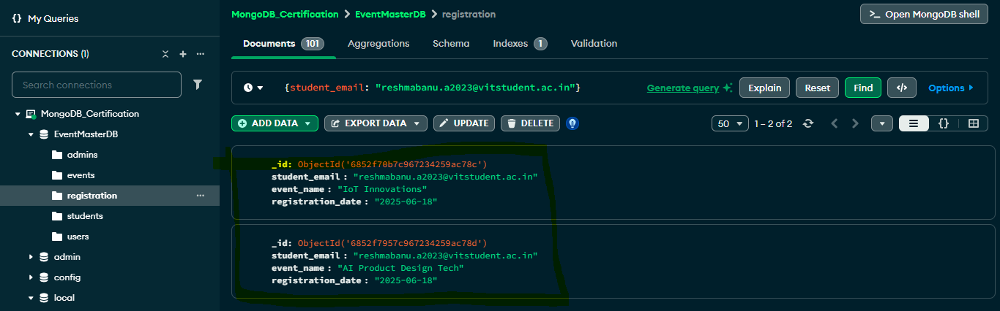 My Queries
CONNECTIONS (1)
Search connections
MongoDB_Certification
EventMasterDB
admins
events
registration
students
users
admin
config
local
MongoDB_Certification > EventMasterDB > registration
>_ Open MongoDB shell
Documents 101 Aggregations Schema Indexes 1 Validation
{student_email: "reshmabanu.a2023@vitstudent.ac.in"}
Generate query Explain Reset Find </> Options
ADD DATA EXPORT DATA UPDATE DELETE 50 1 – 2 of 2 {}
_id: ObjectId('6852f70b7c967234259ac78c')
student_email : "reshmabanu.a2023@vitstudent.ac.in"
event_name : "IoT Innovations"
registration_date : "2025-06-18"
_id: ObjectId('6852f7957c967234259ac78d')
student_email : "reshmabanu.a2023@vitstudent.ac.in"
event_name : "AI Product Design Tech"
registration_date : "2025-06-18"